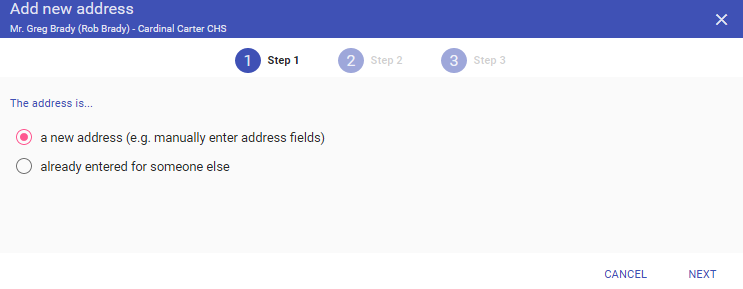 Add new address
Mr. Greg Brady (Rob Brady) - Cardinal Carter CHS
1 Step 1 2 Step 2 3 Step 3
The address is...
a new address (e.g. manually enter address fields)
already entered for someone else
CANCEL NEXT